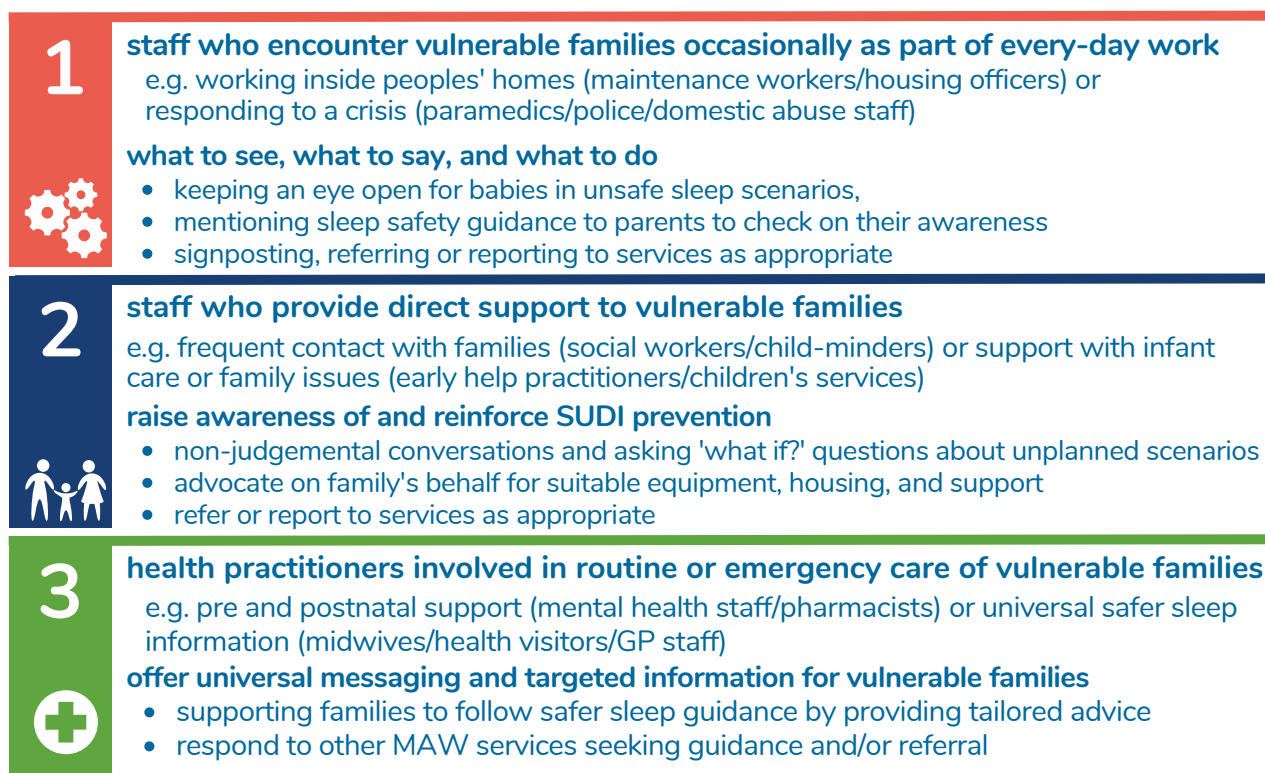 1
staff who encounter vulnerable families occasionally as part of every-day work
e.g. working inside peoples' homes (maintenance workers/housing officers) or
responding to a crisis (paramedics/police/domestic abuse staff)
what to see, what to say, and what to do
• keeping an eye open for babies in unsafe sleep scenarios,
• mentioning sleep safety guidance to parents to check on their awareness
• signposting, referring or reporting to services as appropriate
2
staff who provide direct support to vulnerable families
e.g. frequent contact with families (social workers/child-minders) or support with infant
care or family issues (early help practitioners/children's services)
raise awareness of and reinforce SUDI prevention
• non-judgemental conversations and asking 'what if?' questions about unplanned scenarios
• advocate on family's behalf for suitable equipment, housing, and support
• refer or report to services as appropriate
3
health practitioners involved in routine or emergency care of vulnerable families
e.g. pre and postnatal support (mental health staff/pharmacists) or universal safer sleep
information (midwives/health visitors/GP staff)
offer universal messaging and targeted information for vulnerable families
• supporting families to follow safer sleep guidance by providing tailored advice
• respond to other MAW services seeking guidance and/or referral